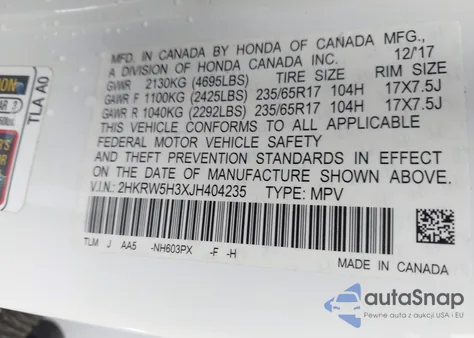 MFD. IN CANADA BY HONDA OF CANADA MFG.,
A DIVISION OF HONDA CANADA INC. 12/17
GVWR 2130KG (4695LBS) TIRE SIZE RIM SIZE
GAWR F 1100KG (2425LBS) 235/65R17 104H 17X7.5J
GAWR R 1040KG (2292LBS) 235/65R17 104H 17X7.5J
THIS VEHICLE CONFORMS TO ALL APPLICABLE
FEDERAL MOTOR VEHICLE SAFETY
AND THEFT PREVENTION STANDARDS IN EFFECT
ON THE DATE OF MANUFACTURE SHOWN ABOVE.
V.I.N.: 2HKRW5H3XJH404235 TYPE: MPV
TLM J AA5 -NH603PX -F -H
MADE IN CANADA
TLA A0
autoSnap
Pewne auta z aukcji USA i EU